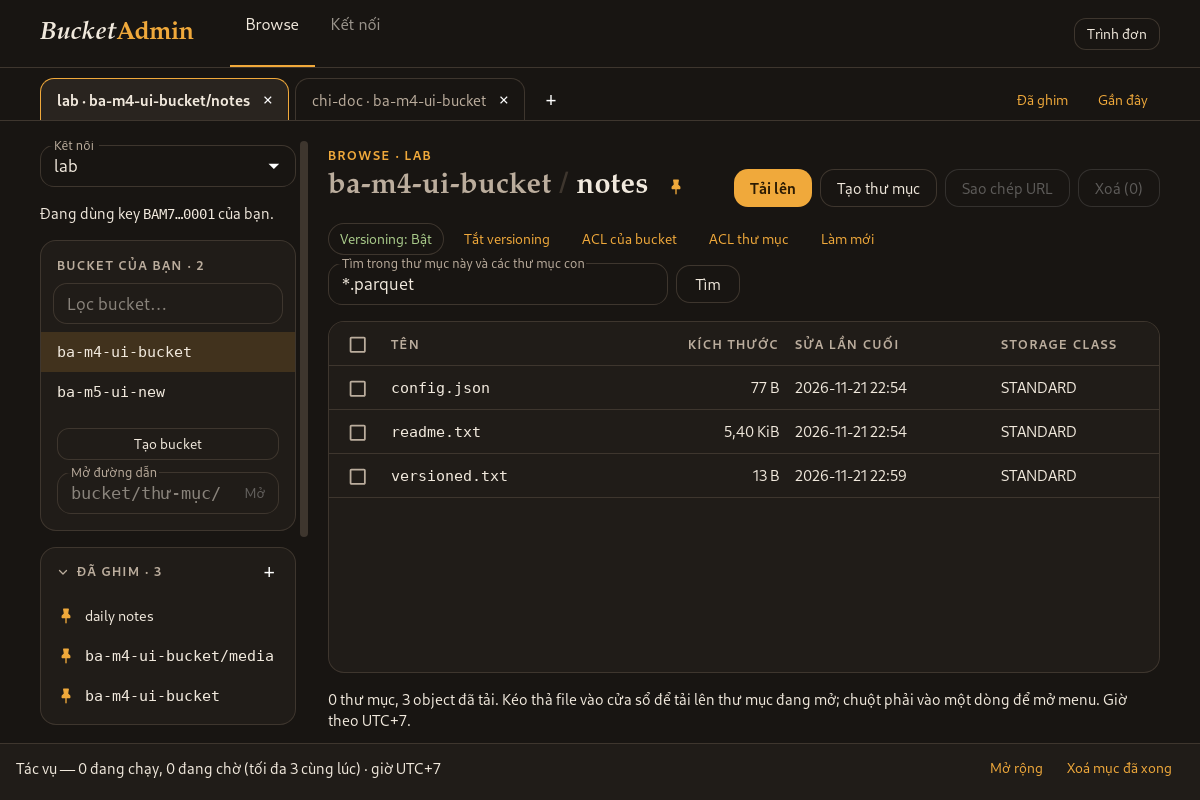 BucketAdmin
Browse
Kết nối
Trình đơn
lab · ba-m4-ui-bucket/notes ×
chi-doc · ba-m4-ui-bucket ×
+
Đã ghim
Gần đây
Kết nối
lab
Đang dùng key BAM7…0001 của bạn.
BUCKET CỦA BẠN · 2
Lọc bucket…
ba-m4-ui-bucket
ba-m5-ui-new
Tạo bucket
Mở đường dẫn
bucket/thư-mục/
Mở
ĐÃ GHIM · 3
+
daily notes
ba-m4-ui-bucket/media
ba-m4-ui-bucket
BROWSE · LAB
ba-m4-ui-bucket / notes
Tải lên
Tạo thư mục
Sao chép URL
Xoá (0)
Versioning: Bật
Tắt versioning
ACL của bucket
ACL thư mục
Làm mới
Tìm trong thư mục này và các thư mục con
*.parquet
Tìm
TÊN KÍCH THƯỚC SỬA LẦN CUỐI STORAGE CLASS
config.json 77 B 2026-11-21 22:54 STANDARD
readme.txt 5,40 KiB 2026-11-21 22:54 STANDARD
versioned.txt 13 B 2026-11-21 22:59 STANDARD
0 thư mục, 3 object đã tải. Kéo thả file vào cửa sổ để tải lên thư mục đang mở; chuột phải vào một dòng để mở menu. Giờ
theo UTC+7.
Tác vụ — 0 đang chạy, 0 đang chờ (tối đa 3 cùng lúc) · giờ UTC+7
Mở rộng
Xoá mục đã xong